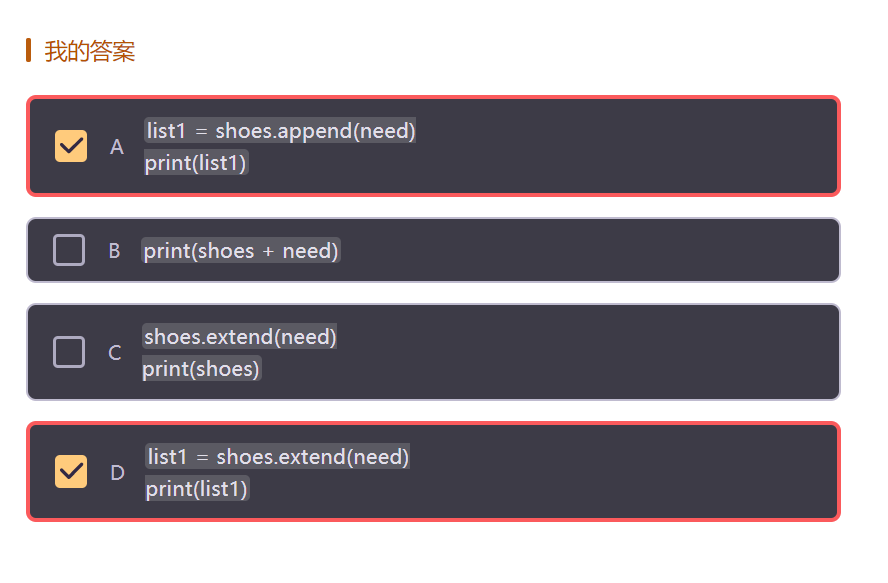 我的答案
A
list1 = shoes.append(need)
print(list1)
B
print(shoes + need)
C
shoes.extend(need)
print(shoes)
D
list1 = shoes.extend(need)
print(list1)